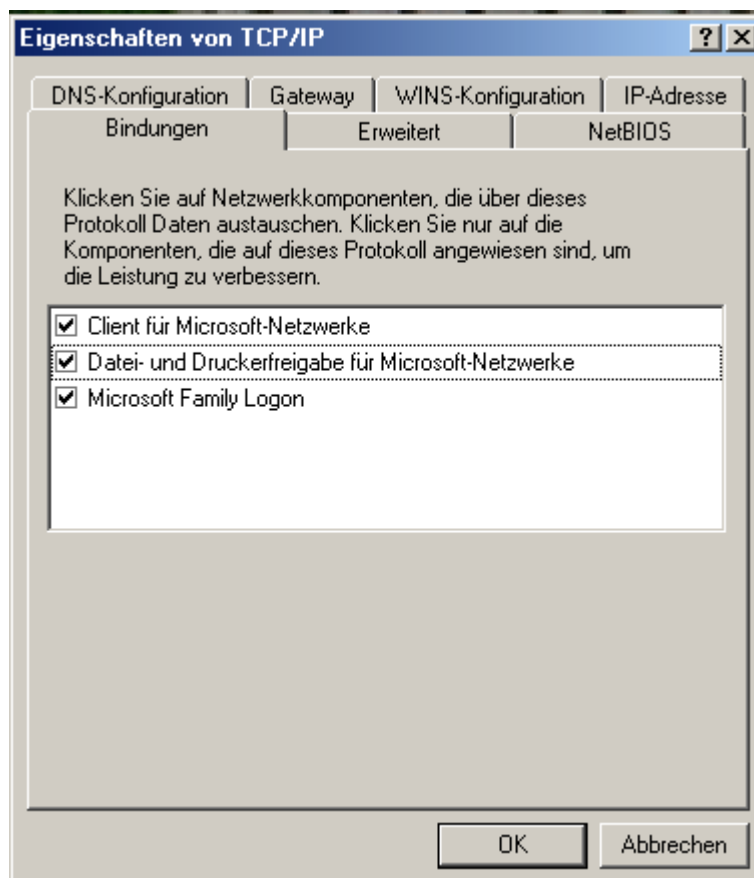 Eigenschaften von TCP/IP
DNS-Konfiguration Gateway WINS-Konfiguration IP-Adresse
Bindungen Erweitert NetBIOS
Klicken Sie auf Netzwerkkomponenten, die über dieses
Protokoll Daten austauschen. Klicken Sie nur auf die
Komponenten, die auf dieses Protokoll angewiesen sind, um
die Leistung zu verbessern.
Client für Microsoft-Netzwerke
Datei- und Druckerfreigabe für Microsoft-Netzwerke
Microsoft Family Logon
OK Abbrechen